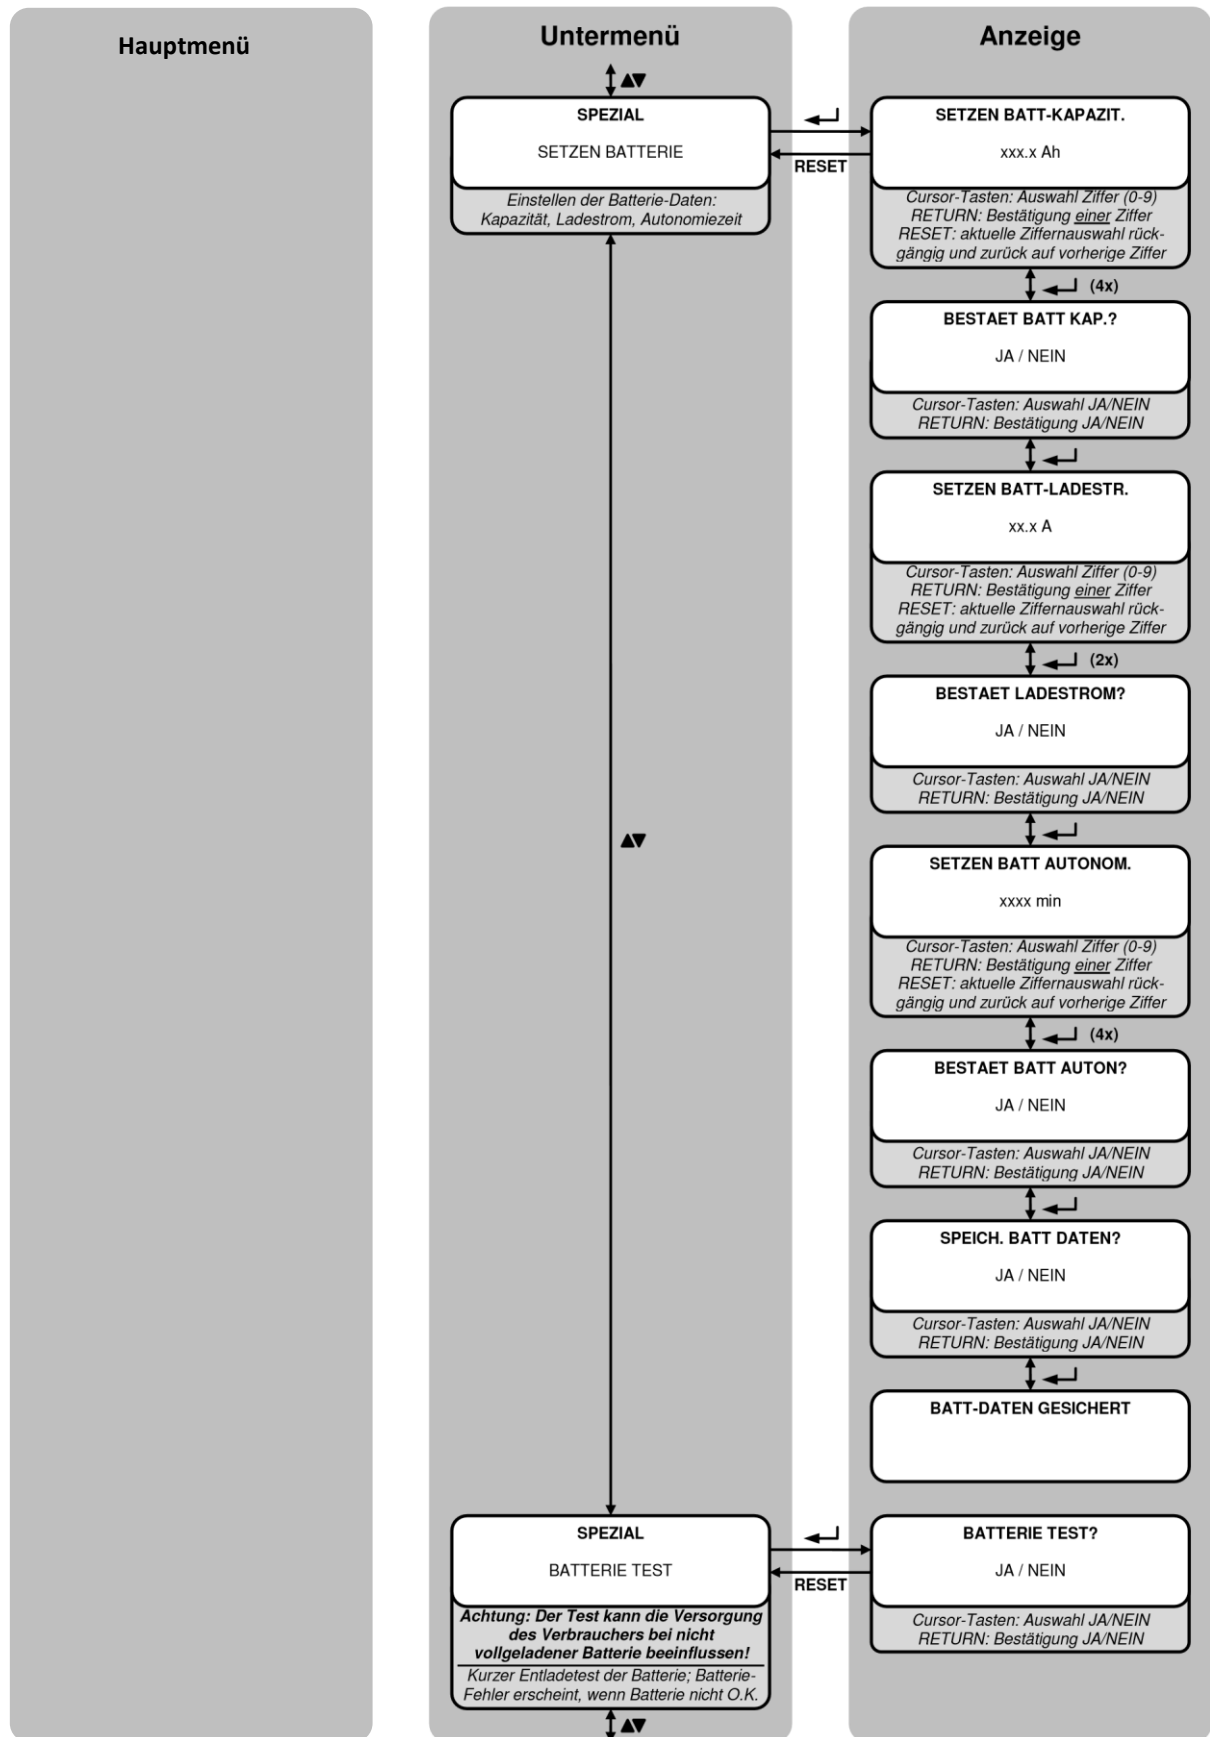 Hauptmenü
Untermenü
Anzeige
▲▼
SPEZIAL
SETZEN BATTERIE
Einstellen der Batterie-Daten:
Kapazität, Ladestrom, Autonomiezeit
RESET
SETZEN BATT-KAPAZIT.
xxx.x Ah
Cursor-Tasten: Auswahl Ziffer (0-9)
RETURN: Bestätigung einer Ziffer
RESET: aktuelle Ziffernauswahl rück-
gängig und zurück auf vorherige Ziffer
(4x)
BESTAET BATT KAP.?
JA / NEIN
Cursor-Tasten: Auswahl JA/NEIN
RETURN: Bestätigung JA/NEIN
SETZEN BATT-LADESTR.
xx.x A
Cursor-Tasten: Auswahl Ziffer (0-9)
RETURN: Bestätigung einer Ziffer
RESET: aktuelle Ziffernauswahl rück-
gängig und zurück auf vorherige Ziffer
(2x)
BESTAET LADESTROM?
JA / NEIN
Cursor-Tasten: Auswahl JA/NEIN
RETURN: Bestätigung JA/NEIN
▲▼
SETZEN BATT AUTONOM.
xxxx min
Cursor-Tasten: Auswahl Ziffer (0-9)
RETURN: Bestätigung einer Ziffer
RESET: aktuelle Ziffernauswahl rück-
gängig und zurück auf vorherige Ziffer
(4x)
BESTAET BATT AUTON?
JA / NEIN
Cursor-Tasten: Auswahl JA/NEIN
RETURN: Bestätigung JA/NEIN
SPEICH. BATT DATEN?
JA / NEIN
Cursor-Tasten: Auswahl JA/NEIN
RETURN: Bestätigung JA/NEIN
BATT-DATEN GESICHERT
SPEZIAL
BATTERIE TEST
Achtung: Der Test kann die Versorgung
des Verbrauchers bei nicht
vollgeladener Batterie beeinflussen!
Kurzer Entladetest der Batterie; Batterie-
Fehler erscheint, wenn Batterie nicht O.K.
RESET
BATTERIE TEST?
JA / NEIN
Cursor-Tasten: Auswahl JA/NEIN
RETURN: Bestätigung JA/NEIN
▲▼